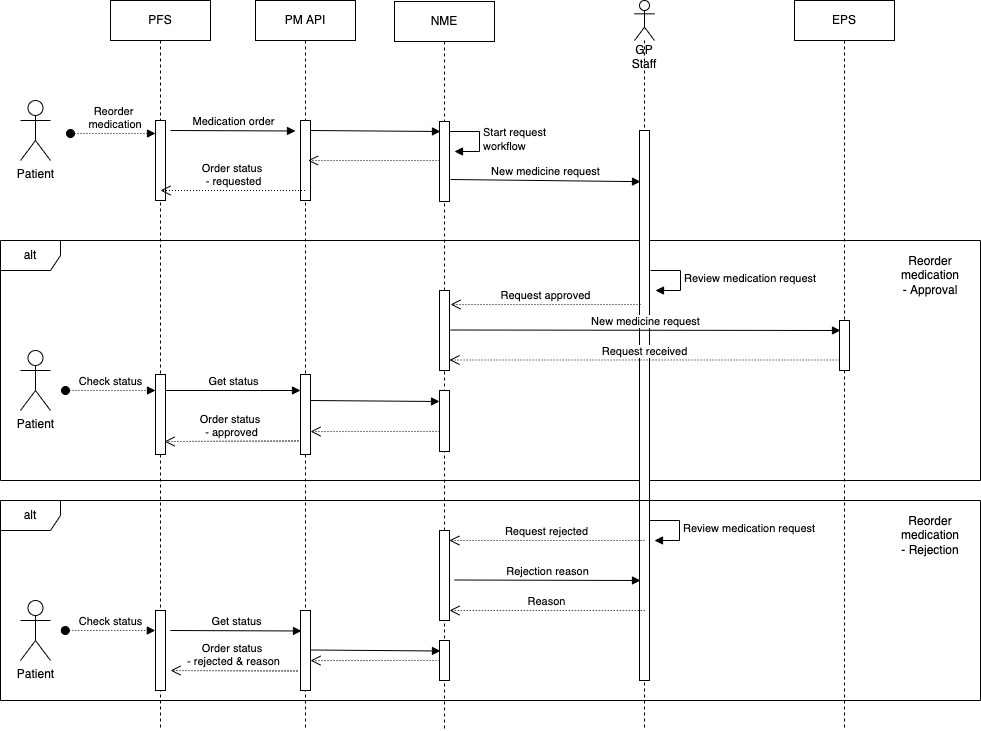 PFS
PM API
NME
GP
Staff
EPS
Reorder
medication
Medication order
Start request
workflow
Patient
Order status
- requested
New medicine request
alt
Reorder
medication
- Approval
Review medication request
Request approved
New medicine request
Request received
Check status
Get status
Patient
Order status
- approved
alt
Reorder
medication
- Rejection
Review medication request
Request rejected
Rejection reason
Reason
Check status
Get status
Patient
Order status
- rejected & reason